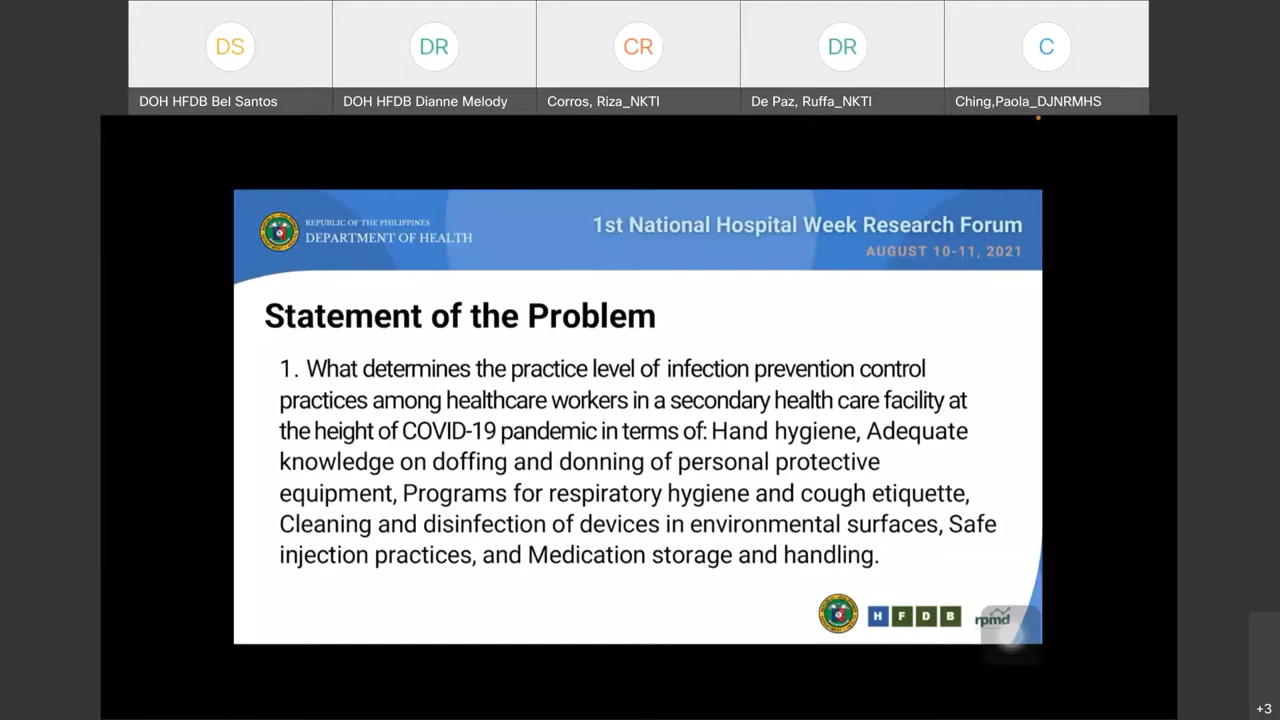 DS
DR
CR
DR
C
DOH HFDB Bel Santos
DOH HFDB Dianne Melody
Corros, Riza_NKTI
De Paz, Ruffa_NKTI
Ching,Paola_DJNRMHS
REPUBLIC OF THE PHILIPPINES
DEPARTMENT OF HEALTH
1st National Hospital Week Research Forum
AUGUST 10-11, 2021
Statement of the Problem
1. What determines the practice level of infection prevention control
practices among healthcare workers in a secondary health care facility at
the height of COVID-19 pandemic in terms of: Hand hygiene, Adequate
knowledge on doffing and donning of personal protective
equipment, Programs for respiratory hygiene and cough etiquette,
Cleaning and disinfection of devices in environmental surfaces, Safe
injection practices, and Medication storage and handling.
H F D B
rpmd
+3